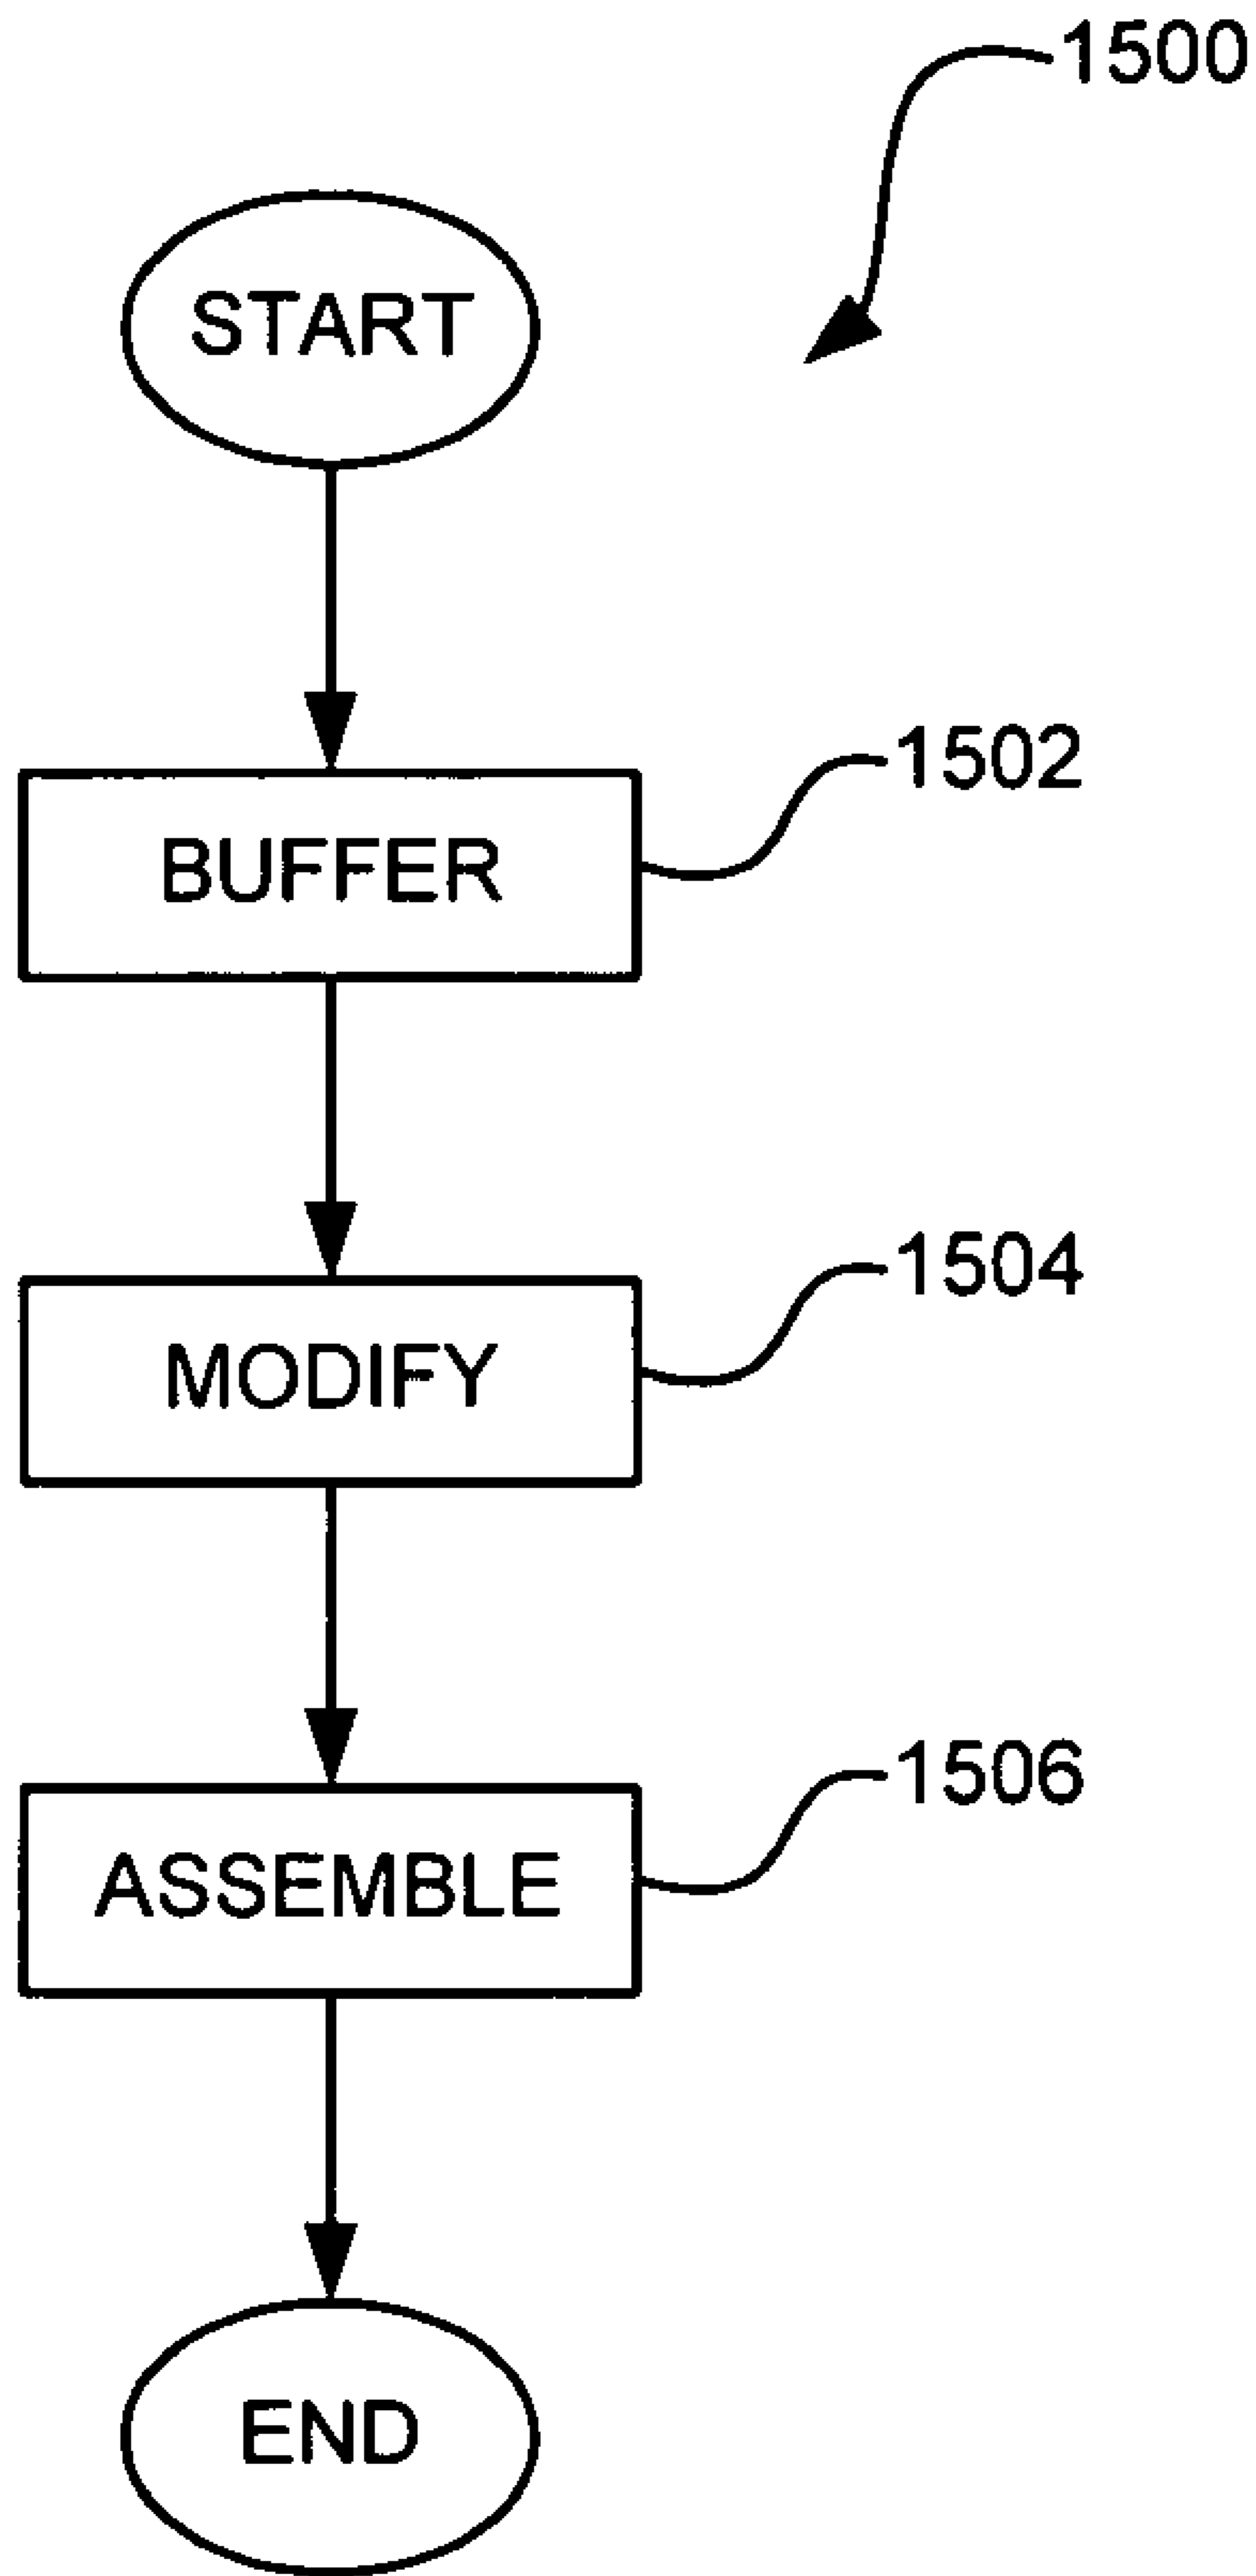 1500
START
1502
BUFFER
1504
MODIFY
1506
ASSEMBLE
END